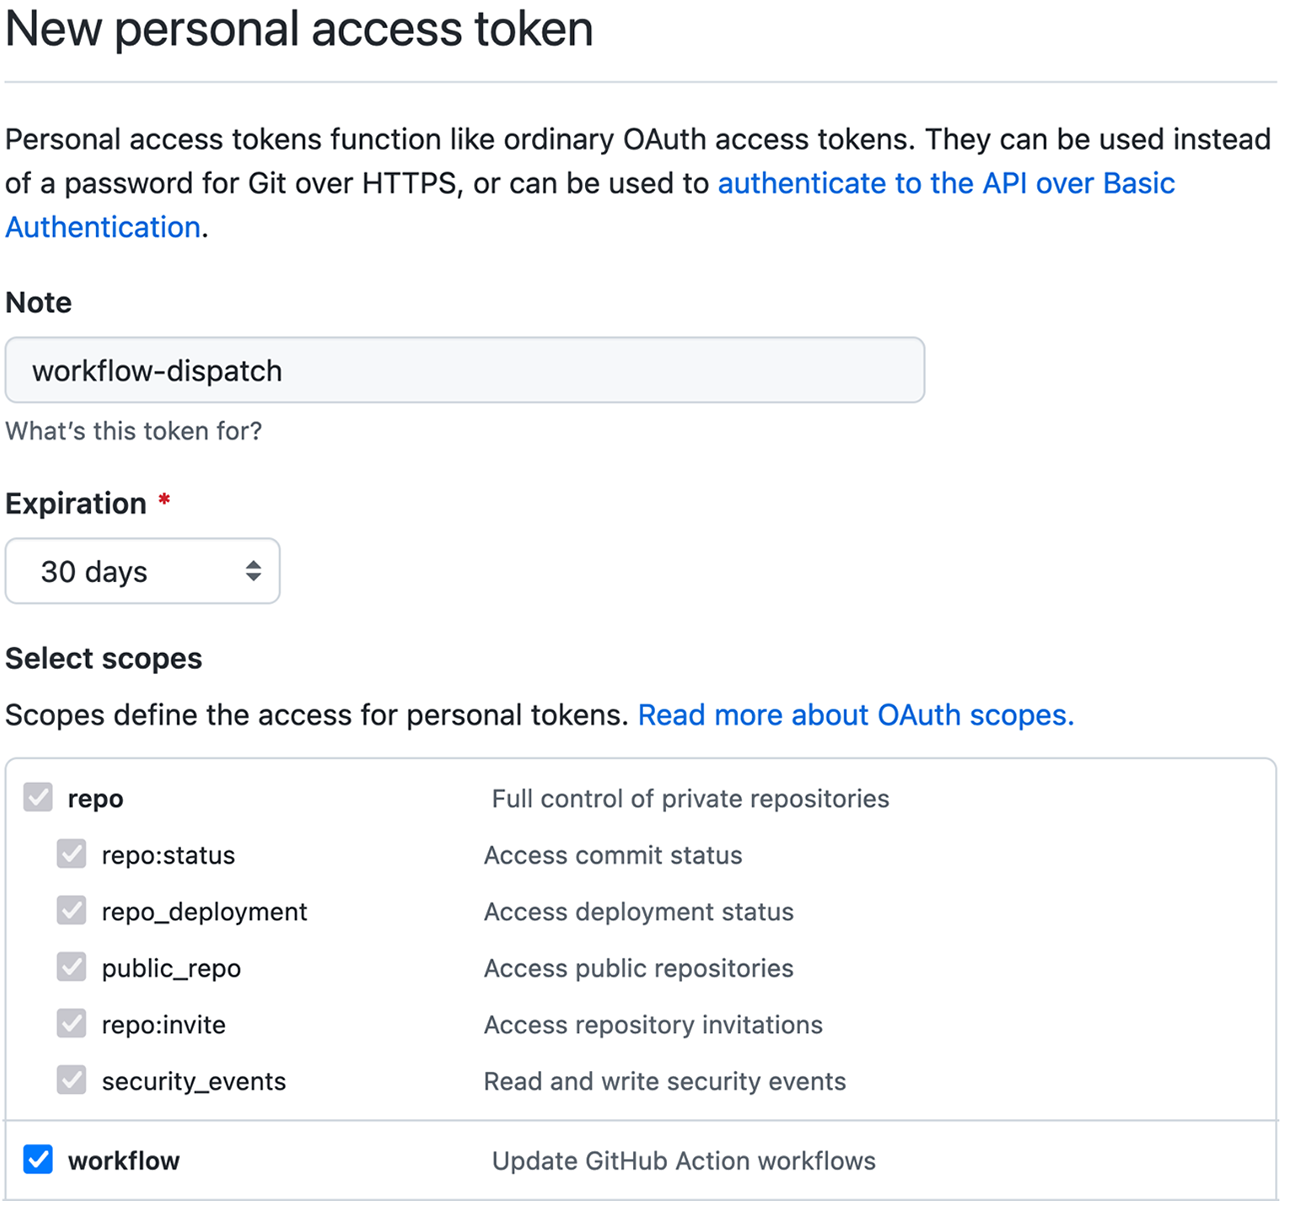 New personal access token
Personal access tokens function like ordinary OAuth access tokens. They can be used instead
of a password for Git over HTTPS, or can be used to authenticate to the API over Basic
Authentication.
Note
workflow-dispatch
What’s this token for?
Expiration *
30 days
Select scopes
Scopes define the access for personal tokens. Read more about OAuth scopes.
repo Full control of private repositories
repo:status Access commit status
repo_deployment Access deployment status
public_repo Access public repositories
repo:invite Access repository invitations
security_events Read and write security events
workflow Update GitHub Action workflows